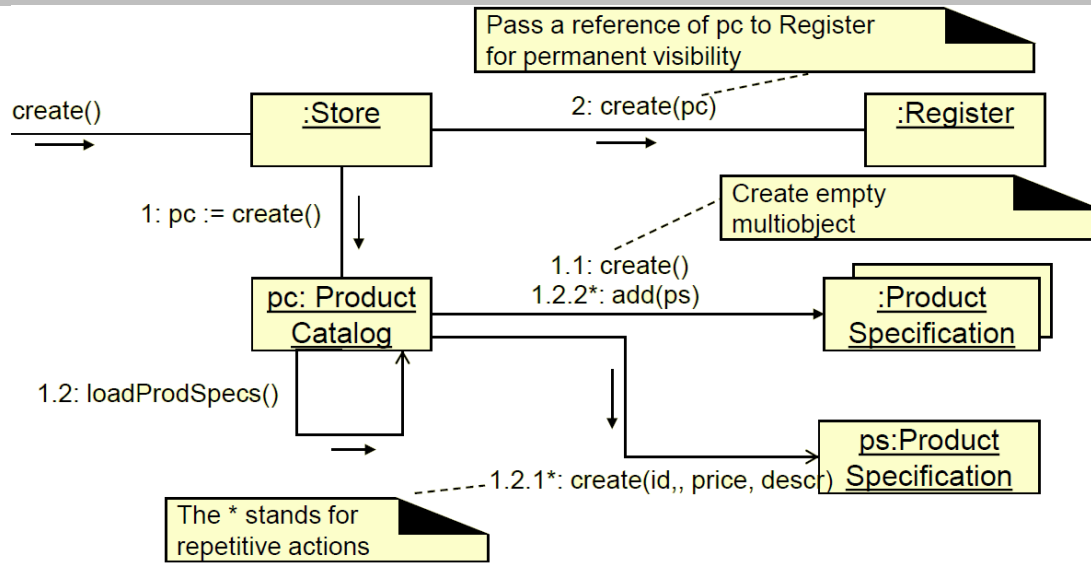 Pass a reference of pc to Register
for permanent visibility
create()
:Store
2: create(pc)
:Register
1: pc := create()
Create empty
multiobject
1.1: create()
1.2.2*: add(ps)
pc: Product
Catalog
:Product
Specification
1.2: loadProdSpecs()
ps:Product
Specification
1.2.1*: create(id,, price, descr)
The * stands for
repetitive actions